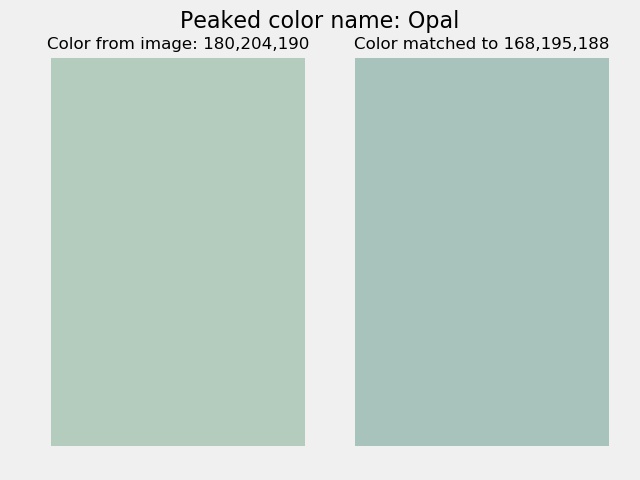 Peaked color name: Opal
Color from image: 180,204,190
Color matched to 168,195,188